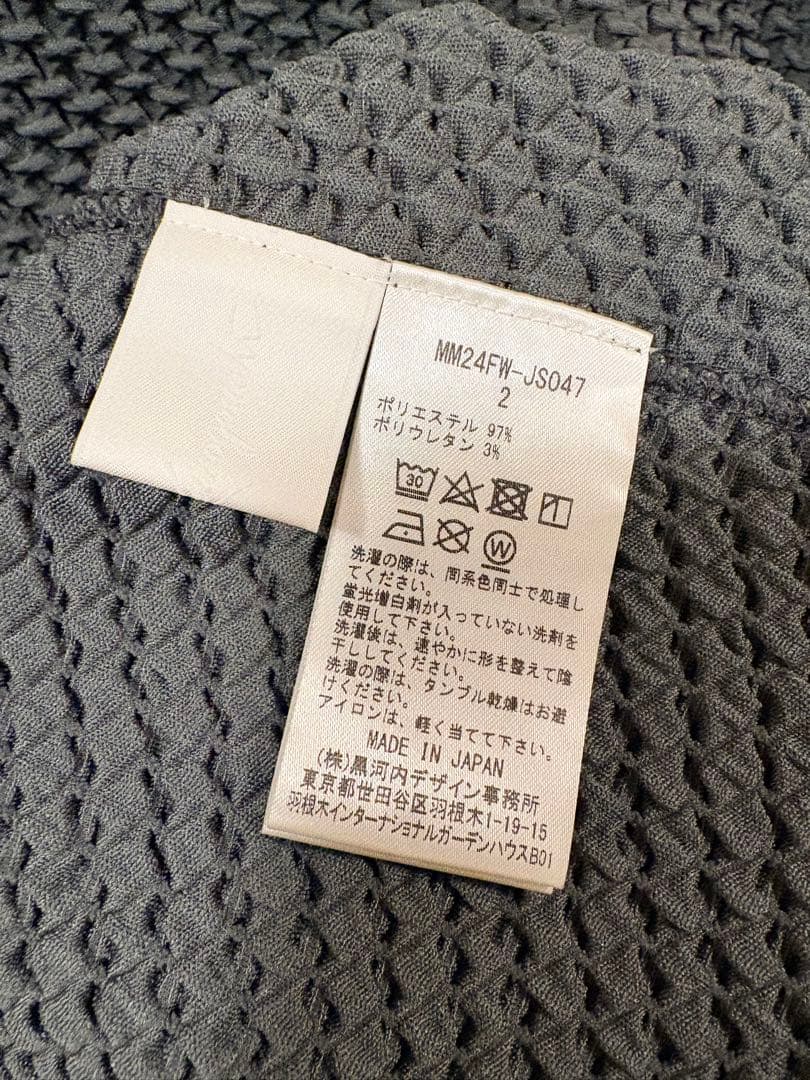 MM24FW-JS047
2
ポリエステル 97%
ポリウレタン 3%
30
W
洗濯の際は、同系色同士で処理し
てください。
蛍光増白剤が入っていない洗剤を
使用して下さい。
洗濯後は、速やかに形を整えて陰
干ししてください。
洗濯の際は、タンブル乾燥はお避
けください。
アイロンは、軽く当てて下さい。
MADE IN JAPAN
(株)黒河内デザイン事務所
東京都世田谷区羽根木1-19-15
羽根木インターナショナルガーデンハウスB01